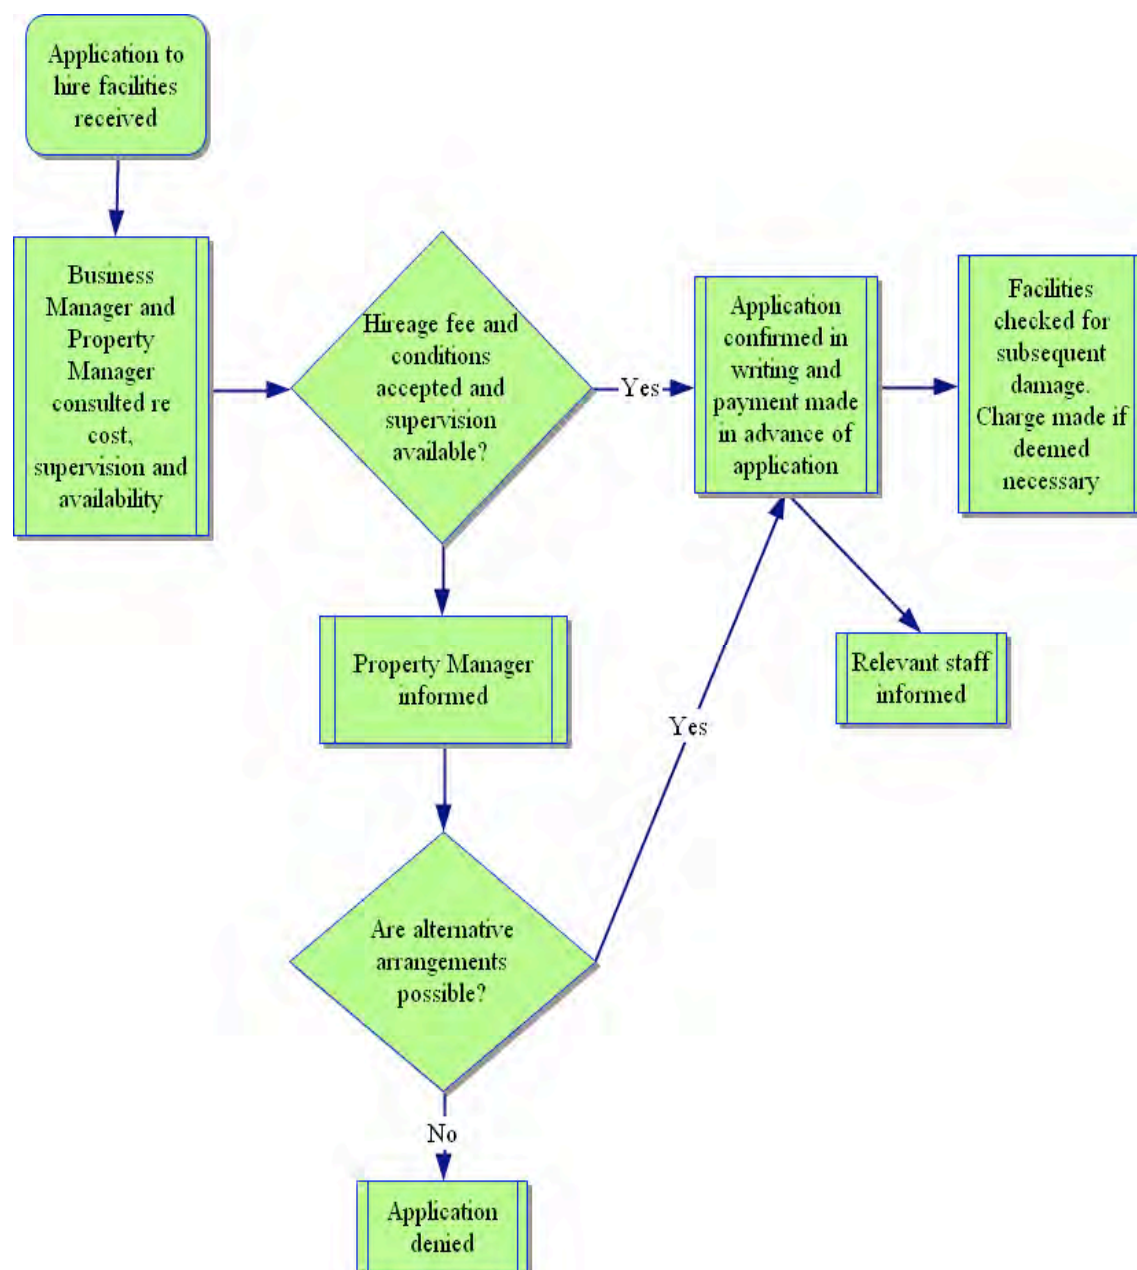 Application to
hire facilities
received
Business
Manager and
Property
Manager
consulted re
cost,
supervision and
availability
Hireage fee and
conditions
accepted and
supervision
available?
Yes
Application
confirmed in
writing and
payment made
in advance of
application
Facilities
checked for
subsequent
damage.
Charge made if
deemed
necessary
Property Manager
informed
Relevant staff
informed
Yes
Are alternative
arrangements
possible?
No
Application
denied